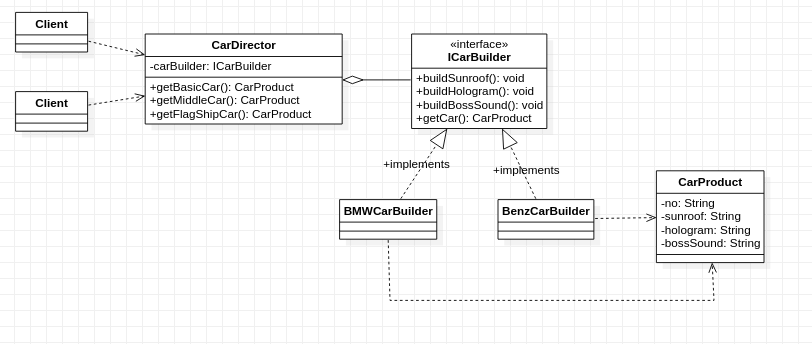 Client
Client
CarDirector
-carBuilder: ICarBuilder
+getBasicCar(): CarProduct
+getMiddleCar(): CarProduct
+getFlagShipCar(): CarProduct
«interface»
ICarBuilder
+buildSunroof(): void
+buildHologram(): void
+buildBossSound(): void
+getCar(): CarProduct
+implements
+implements
BMWCarBuilder
BenzCarBuilder
CarProduct
-no: String
-sunroof: String
-hologram: String
-bossSound: String